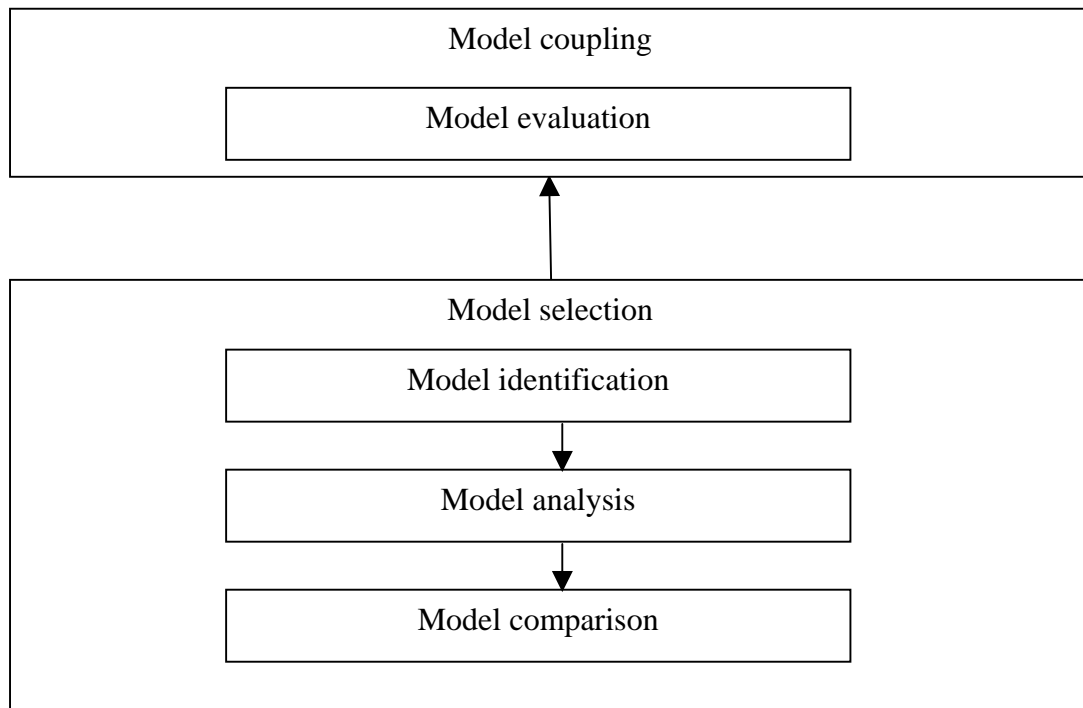 Model coupling
Model evaluation
Model selection
Model identification
Model analysis
Model comparison